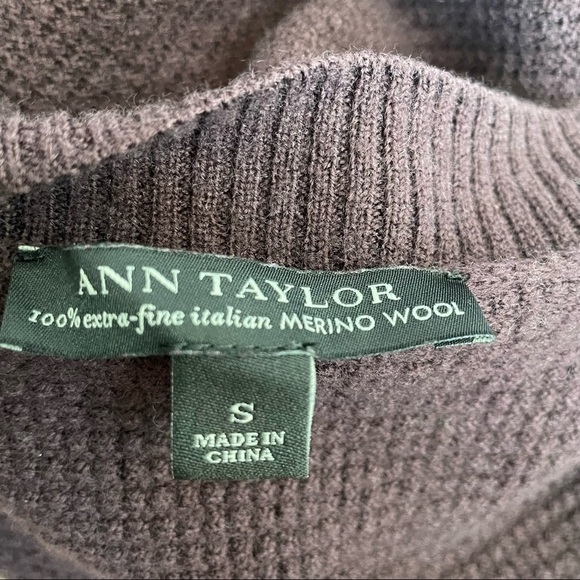 ANN TAYLOR
100% extra-fine italian MERINO WOOL
S
MADE IN
CHINA